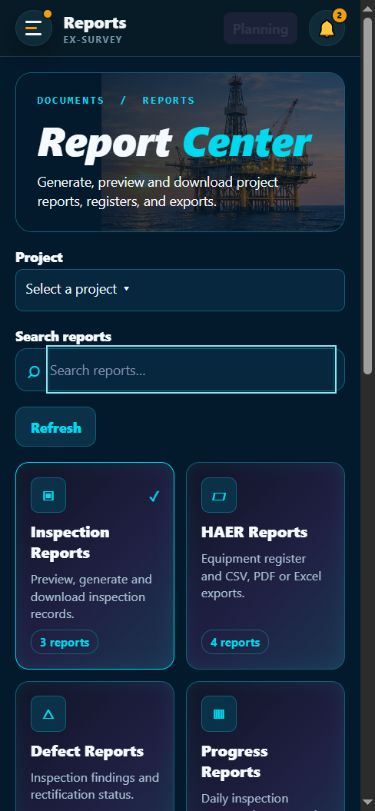 Reports
EX-SURVEY
Planning
2
DOCUMENTS / REPORTS
Report Center
Generate, preview and download project
reports, registers, and exports.
Project
Select a project
Search reports
Search reports...
Refresh
Inspection
Reports
Preview, generate and
download inspection
records.
3 reports
HAER Reports
Equipment register
and CSV, PDF or Excel
exports.
4 reports
Defect Reports
Inspection findings and
rectification status.
Progress
Reports
Daily inspection